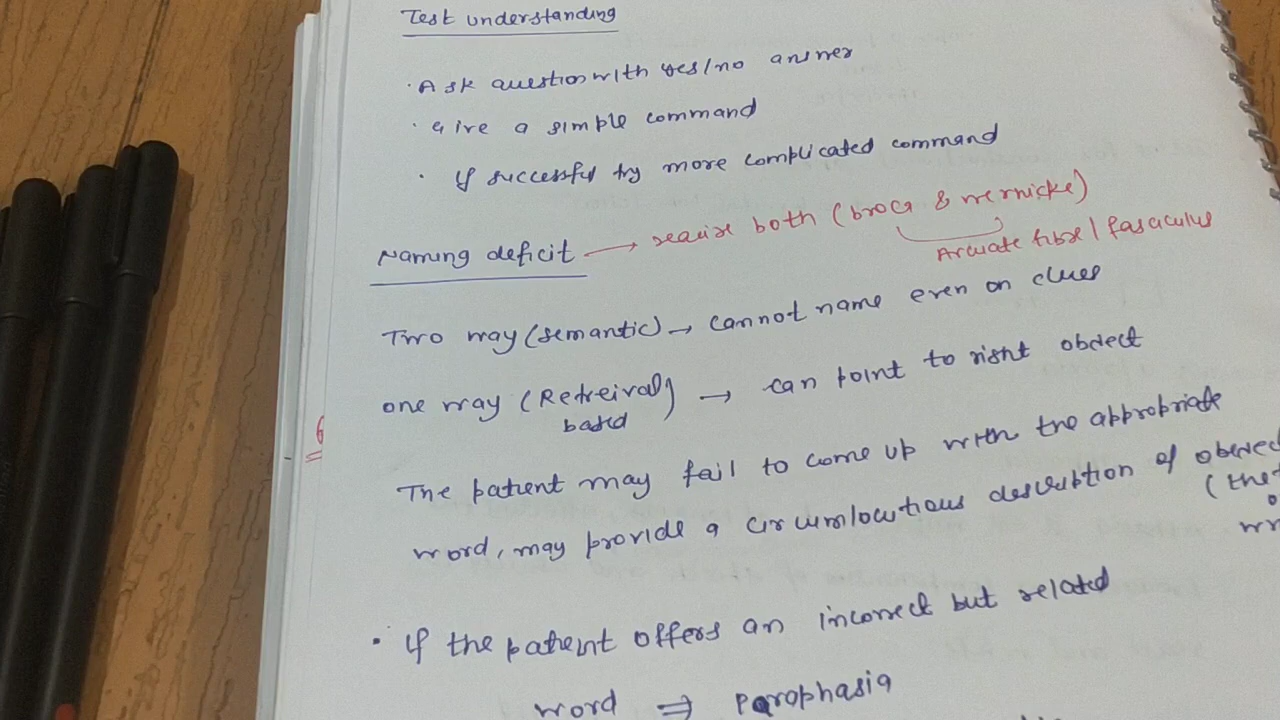 Test understanding
· Ask question with yes/no answer
· Give a simple command
· If successful try more complicated command
Naming deficit → require both (broca & wernicke)
Arcuate fibre / fasciculus
Two way (semantic) → cannot name even on clues
one way (Retreival based) → can point to right object
6
The patient may fail to come up with the appropriate
word, may provide a circumlocutious description of object
(the
· If the patient offers an incorrect but related
word ⇒ Paraphasia